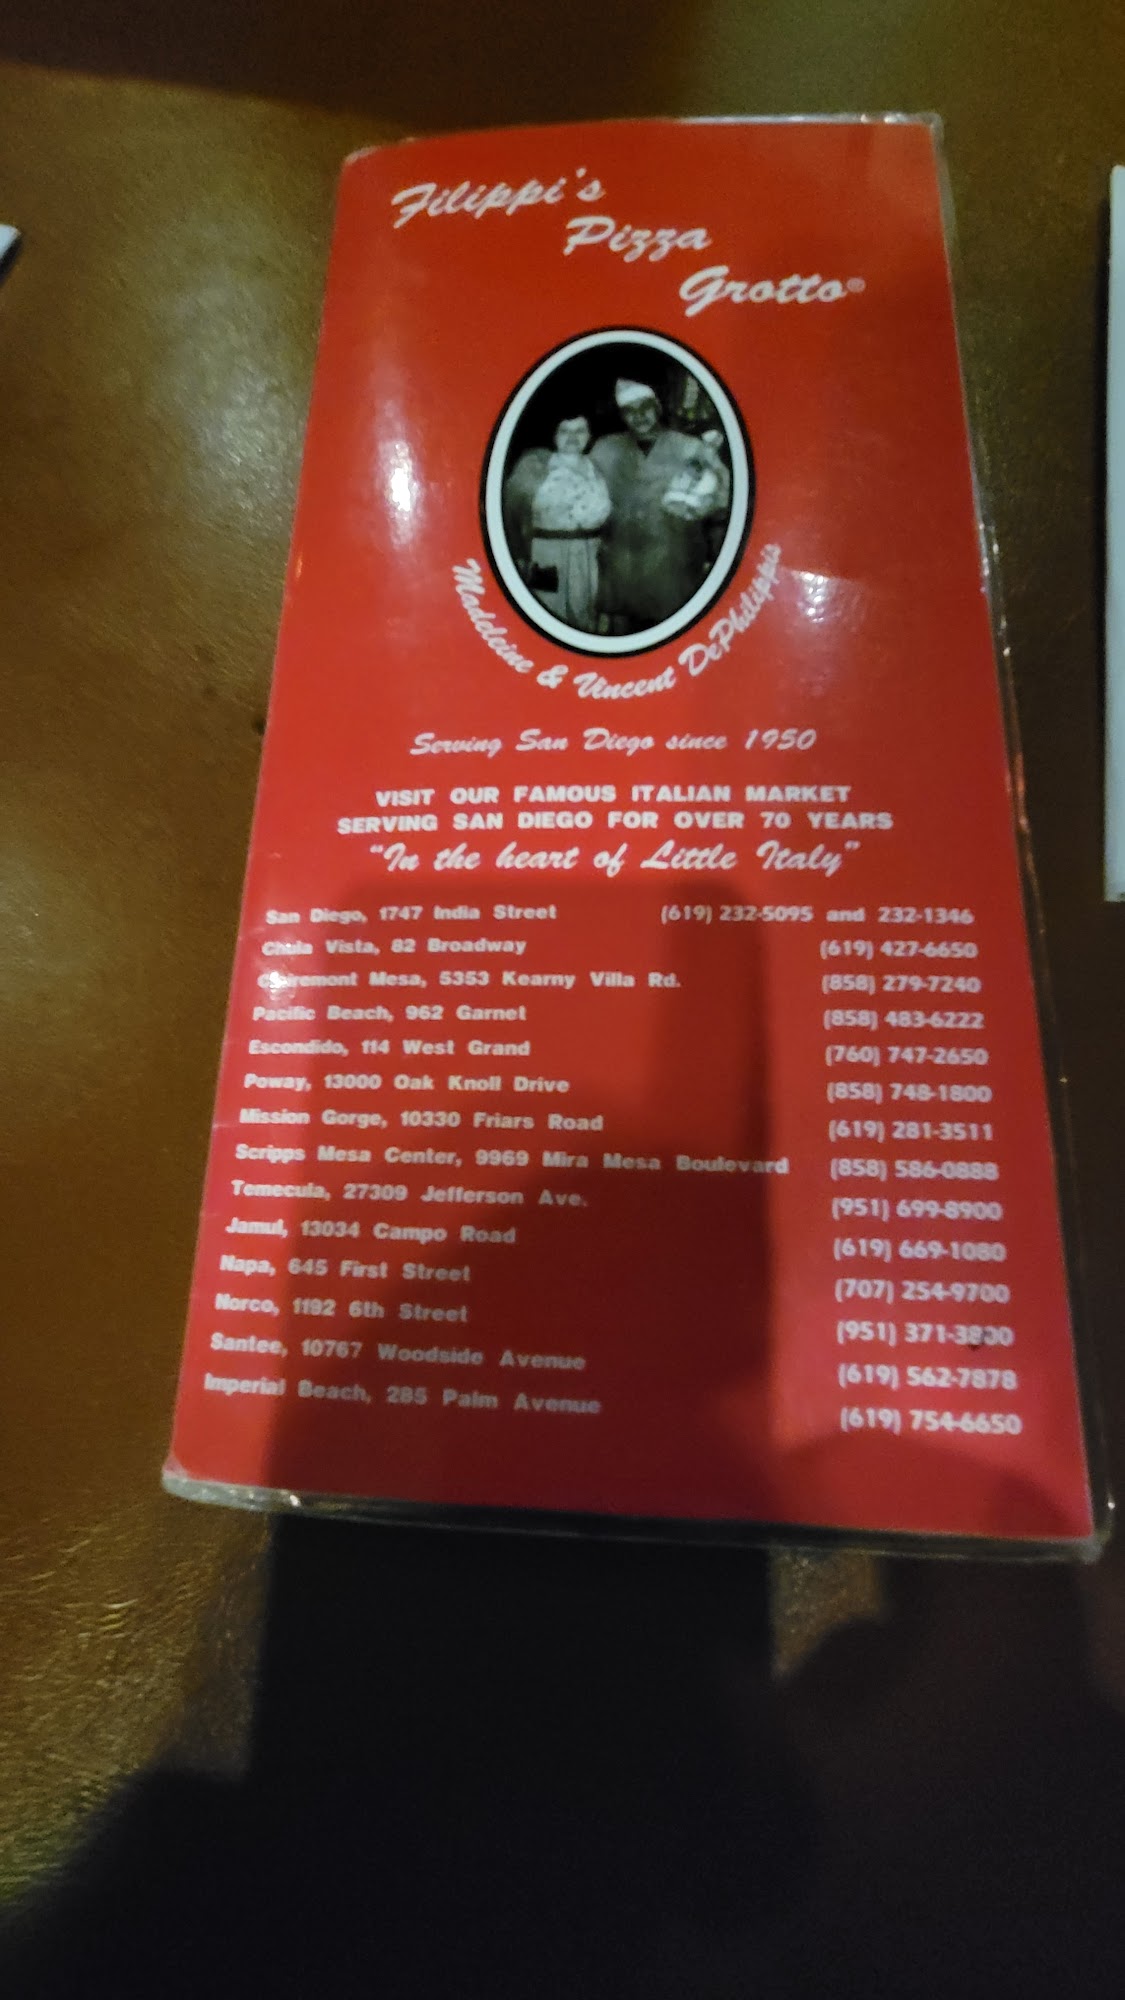 Filippi's
Pizza
Grotto®
Madeleine & Vincent DePhilippis
Serving San Diego since 1950
VISIT OUR FAMOUS ITALIAN MARKET
SERVING SAN DIEGO FOR OVER 70 YEARS
"In the heart of Little Italy"
San Diego, 1747 India Street (619) 232-5095 and 232-1346
Chula Vista, 82 Broadway (619) 427-6650
Clairemont Mesa, 5353 Kearny Villa Rd. (858) 279-7240
Pacific Beach, 962 Garnet (858) 483-6222
Escondido, 114 West Grand (760) 747-2650
Poway, 13000 Oak Knoll Drive (858) 748-1800
Mission Gorge, 10330 Friars Road (619) 281-3511
Scripps Mesa Center, 9969 Mira Mesa Boulevard (858) 586-0888
Temecula, 27309 Jefferson Ave. (951) 699-8900
Jamul, 13034 Campo Road (619) 669-1080
Napa, 645 First Street (707) 254-9700
Norco, 1192 6th Street (951)
Santee, 10767 Woodside Avenue (619) 562-7878
Imperial Beach, 285 Palm Avenue (619) 754-6650